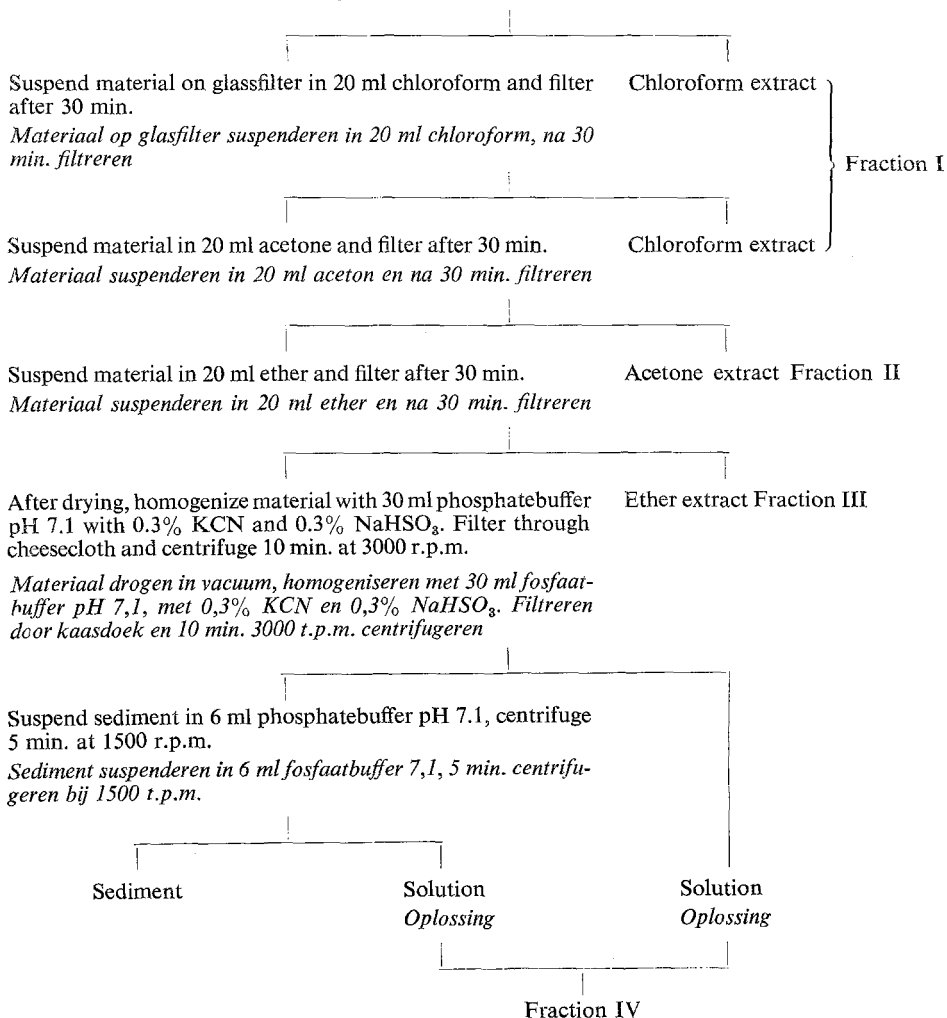 Suspend material on glassfilter in 20 ml chloroform and filter
after 30 min.
Materiaal op glasfilter suspenderen in 20 ml chloroform, na 30
min. filtreren
Chloroform extract
Fraction I
Suspend material in 20 ml acetone and filter after 30 min.
Materiaal suspenderen in 20 ml aceton en na 30 min. filtreren
Chloroform extract
Suspend material in 20 ml ether and filter after 30 min.
Materiaal suspenderen in 20 ml ether en na 30 min. filtreren
Acetone extract Fraction II
After drying, homogenize material with 30 ml phosphatebuffer
pH 7.1 with 0.3% KCN and 0.3% NaHSO₃. Filter through
cheesecloth and centrifuge 10 min. at 3000 r.p.m.
Materiaal drogen in vacuum, homogeniseren met 30 ml fosfaat-
buffer pH 7,1, met 0,3% KCN en 0,3% NaHSO₃. Filtreren
door kaasdoek en 10 min. 3000 t.p.m. centrifugeren
Ether extract Fraction III
Suspend sediment in 6 ml phosphatebuffer pH 7.1, centrifuge
5 min. at 1500 r.p.m.
Sediment suspenderen in 6 ml fosfaatbuffer 7,1, 5 min. centrifu-
geren bij 1500 t.p.m.
Sediment
Solution
Oplossing
Solution
Oplossing
Fraction IV